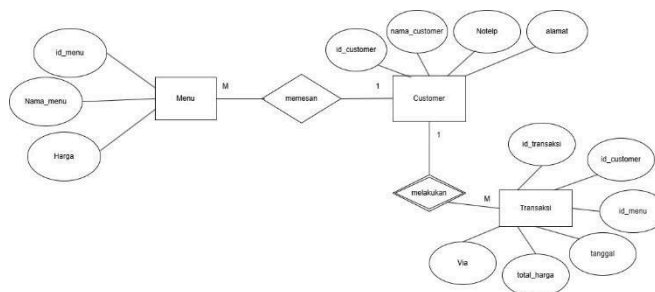 id_menu
Nama_menu
Harga
Menu
M
memesan
1
Customer
id_customer
nama_customer
Notelp
alamat
1
melakukan
M
Transaksi
id_transaksi
id_customer
id_menu
tanggal
total_harga
Via